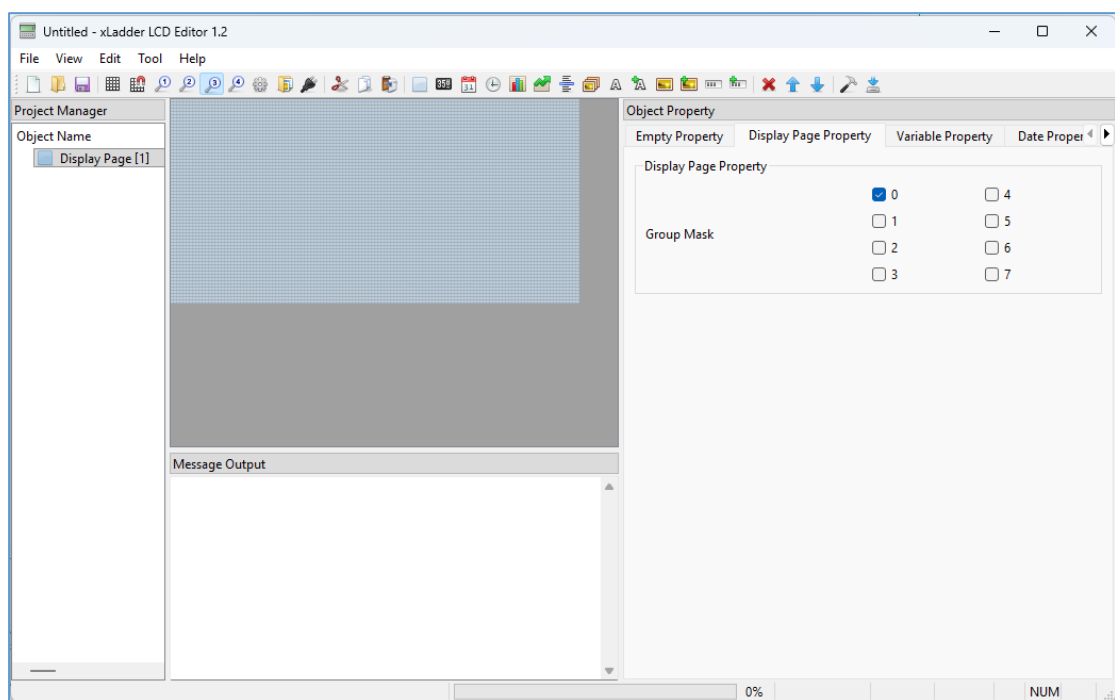 Untitled - xLadder LCD Editor 1.2
File View Edit Tool Help
Project Manager
Object Name
Display Page [1]
Message Output
Object Property
Empty Property Display Page Property Variable Property Date Proper
Display Page Property
Group Mask
0 4
1 5
2 6
3 7
0% NUM